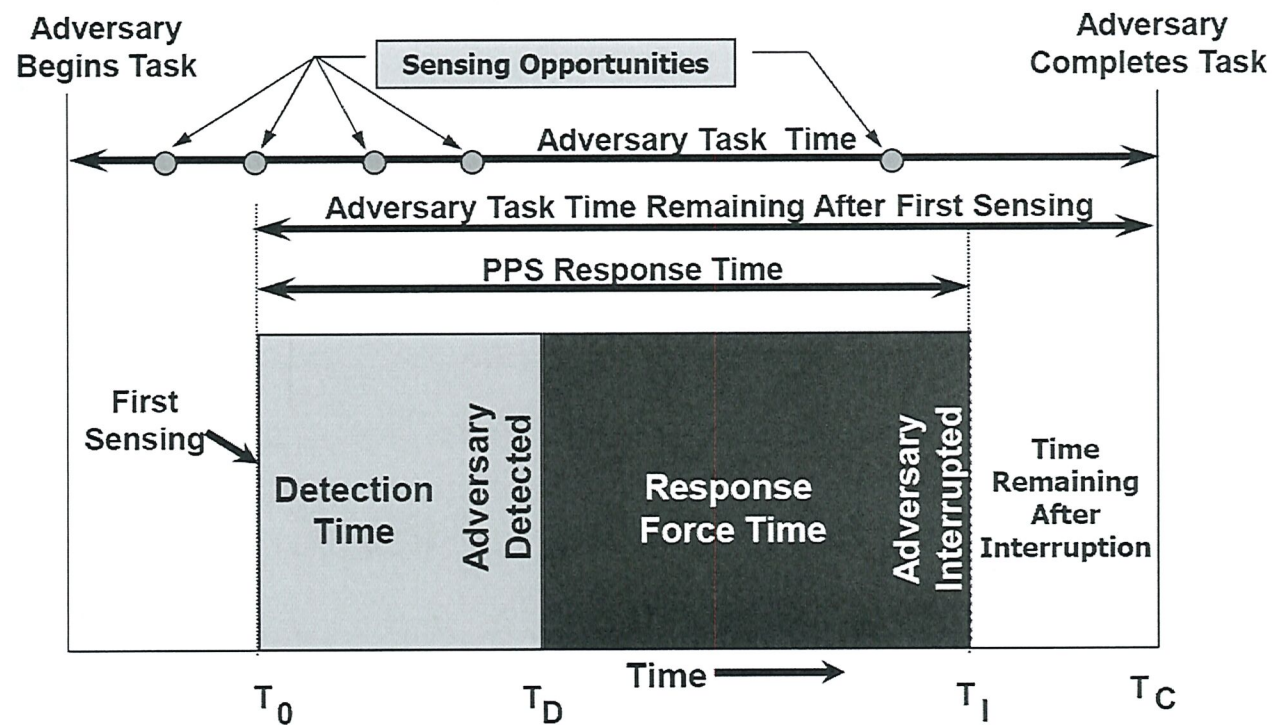 Adversary
Begins Task
Sensing Opportunities
Adversary
Completes Task
Adversary Task Time
Adversary Task Time Remaining After First Sensing
PPS Response Time
First
Sensing
Detection
Time
Adversary
Detected
Response
Force Time
Adversary
Interrupted
Time
Remaining
After
Interruption
Time
T0
TD
TI
TC